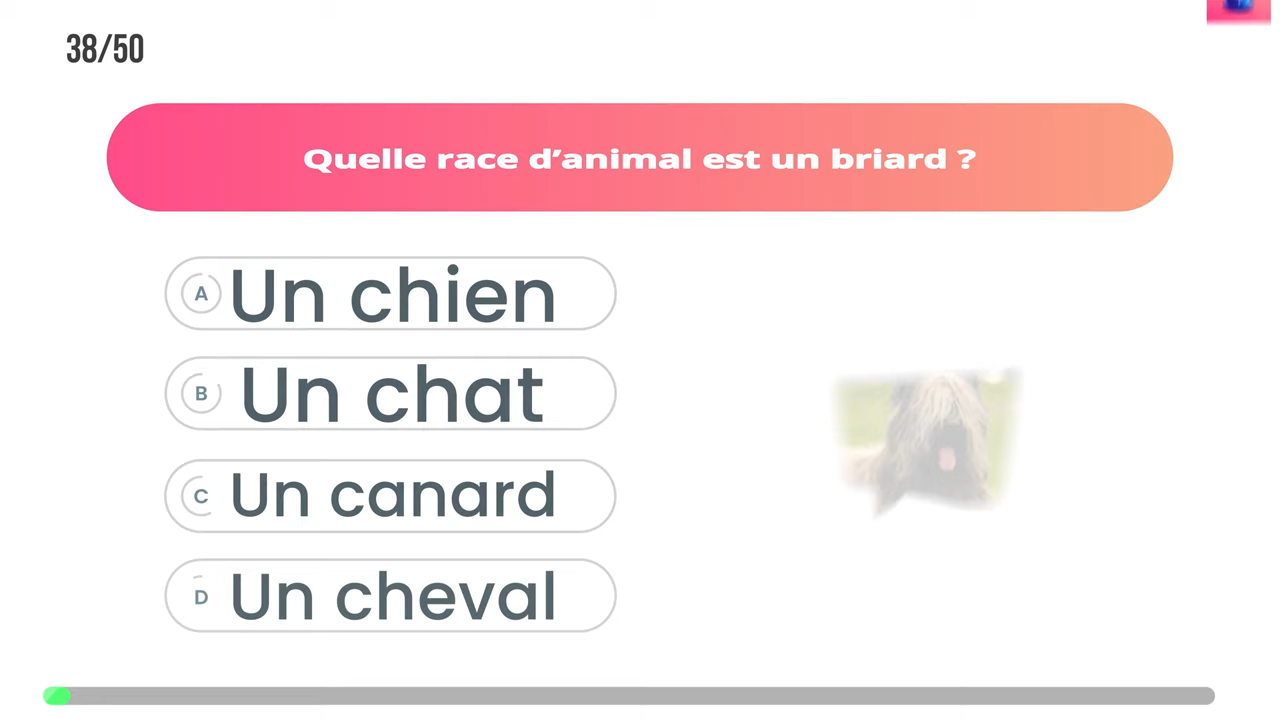 38/50
Quelle race d’animal est un briard ?
A Un chien
B Un chat
C Un canard
D Un cheval